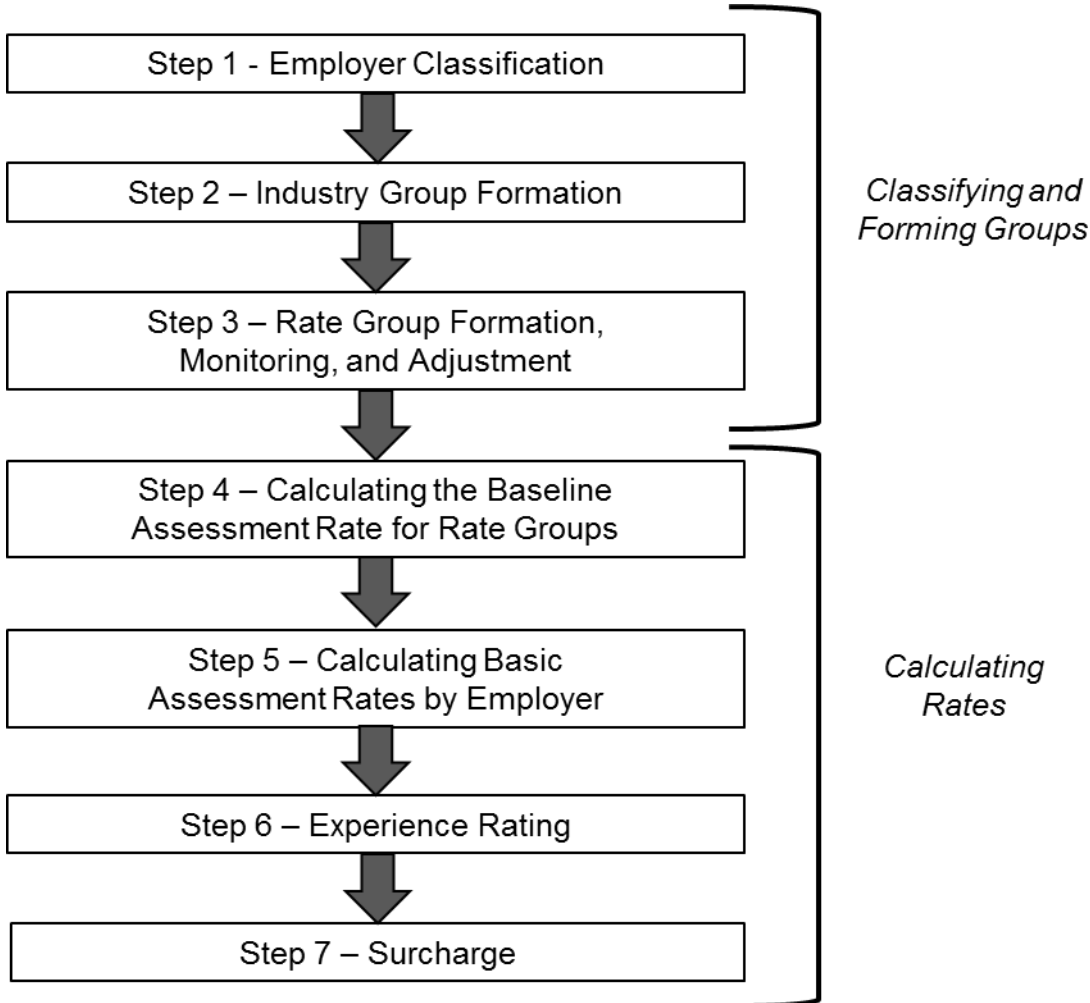 Step 1 - Employer Classification
Step 2 – Industry Group Formation
Step 3 – Rate Group Formation,
Monitoring, and Adjustment
Classifying and
Forming Groups
Step 4 – Calculating the Baseline
Assessment Rate for Rate Groups
Step 5 – Calculating Basic
Assessment Rates by Employer
Step 6 – Experience Rating
Step 7 – Surcharge
Calculating
Rates